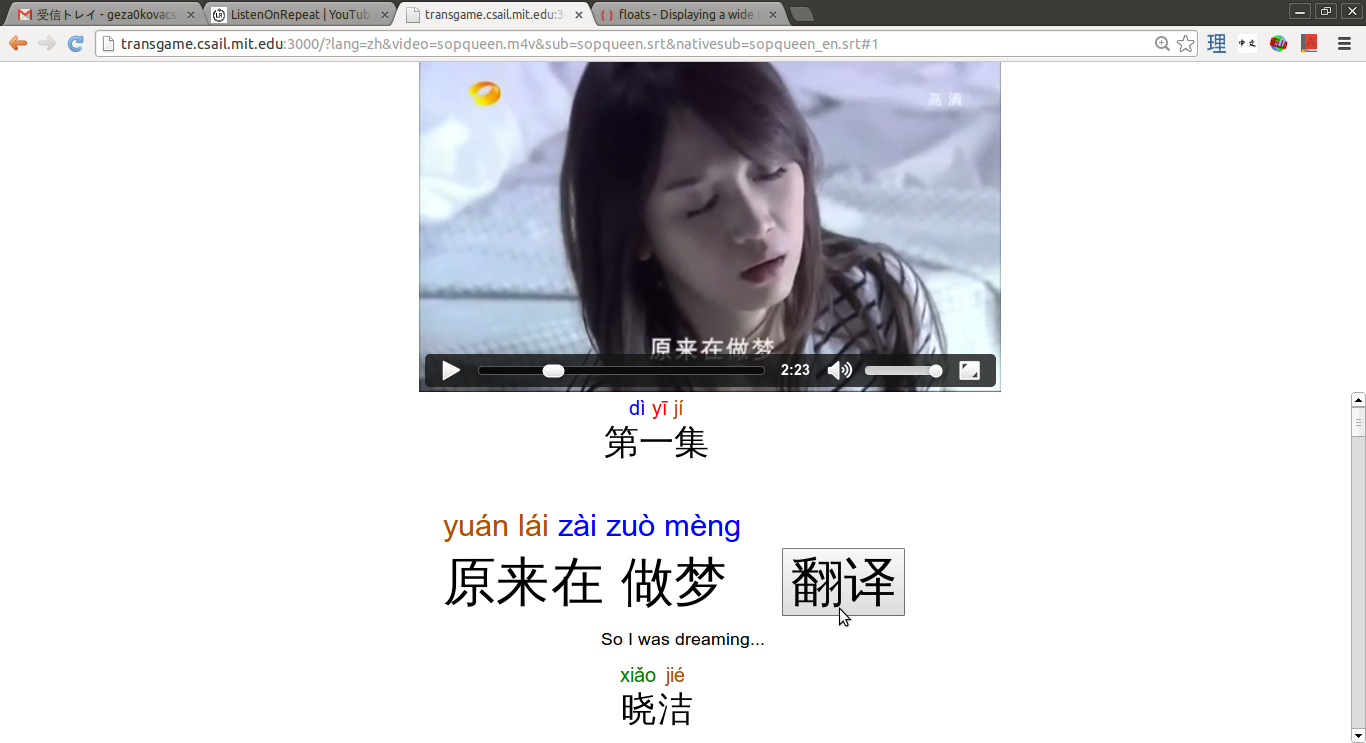 受信トレイ - geza0kovacs
ListenOnRepeat | YouTub
transgame.csail.mit.edu:3
floats - Displaying a wide
transgame.csail.mit.edu:3000/?lang=zh&video=sopqueen.m4v&sub=sopqueen.srt&nativesub=sopqueen_en.srt#1
理
中文
高清
原来在做梦
2:23
dì yī jí
第一集
yuán lái zài zuò mèng
原来在 做梦
翻译
So I was dreaming...
xiǎo jié
晓洁